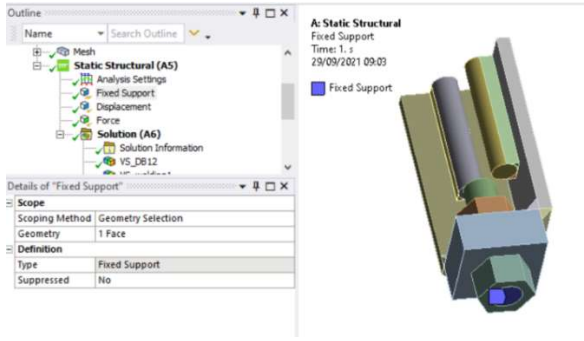 Outline
Name
Search Outline
Mesh
Static Structural (A5)
Analysis Settings
Fixed Support
Displacement
Force
Solution (A6)
Solution Information
VS_DB12
Details of "Fixed Support"
Scope
Scoping Method Geometry Selection
Geometry 1 Face
Definition
Type Fixed Support
Suppressed No
A: Static Structural
Fixed Support
Time: 1. s
29/09/2021 09:03
Fixed Support